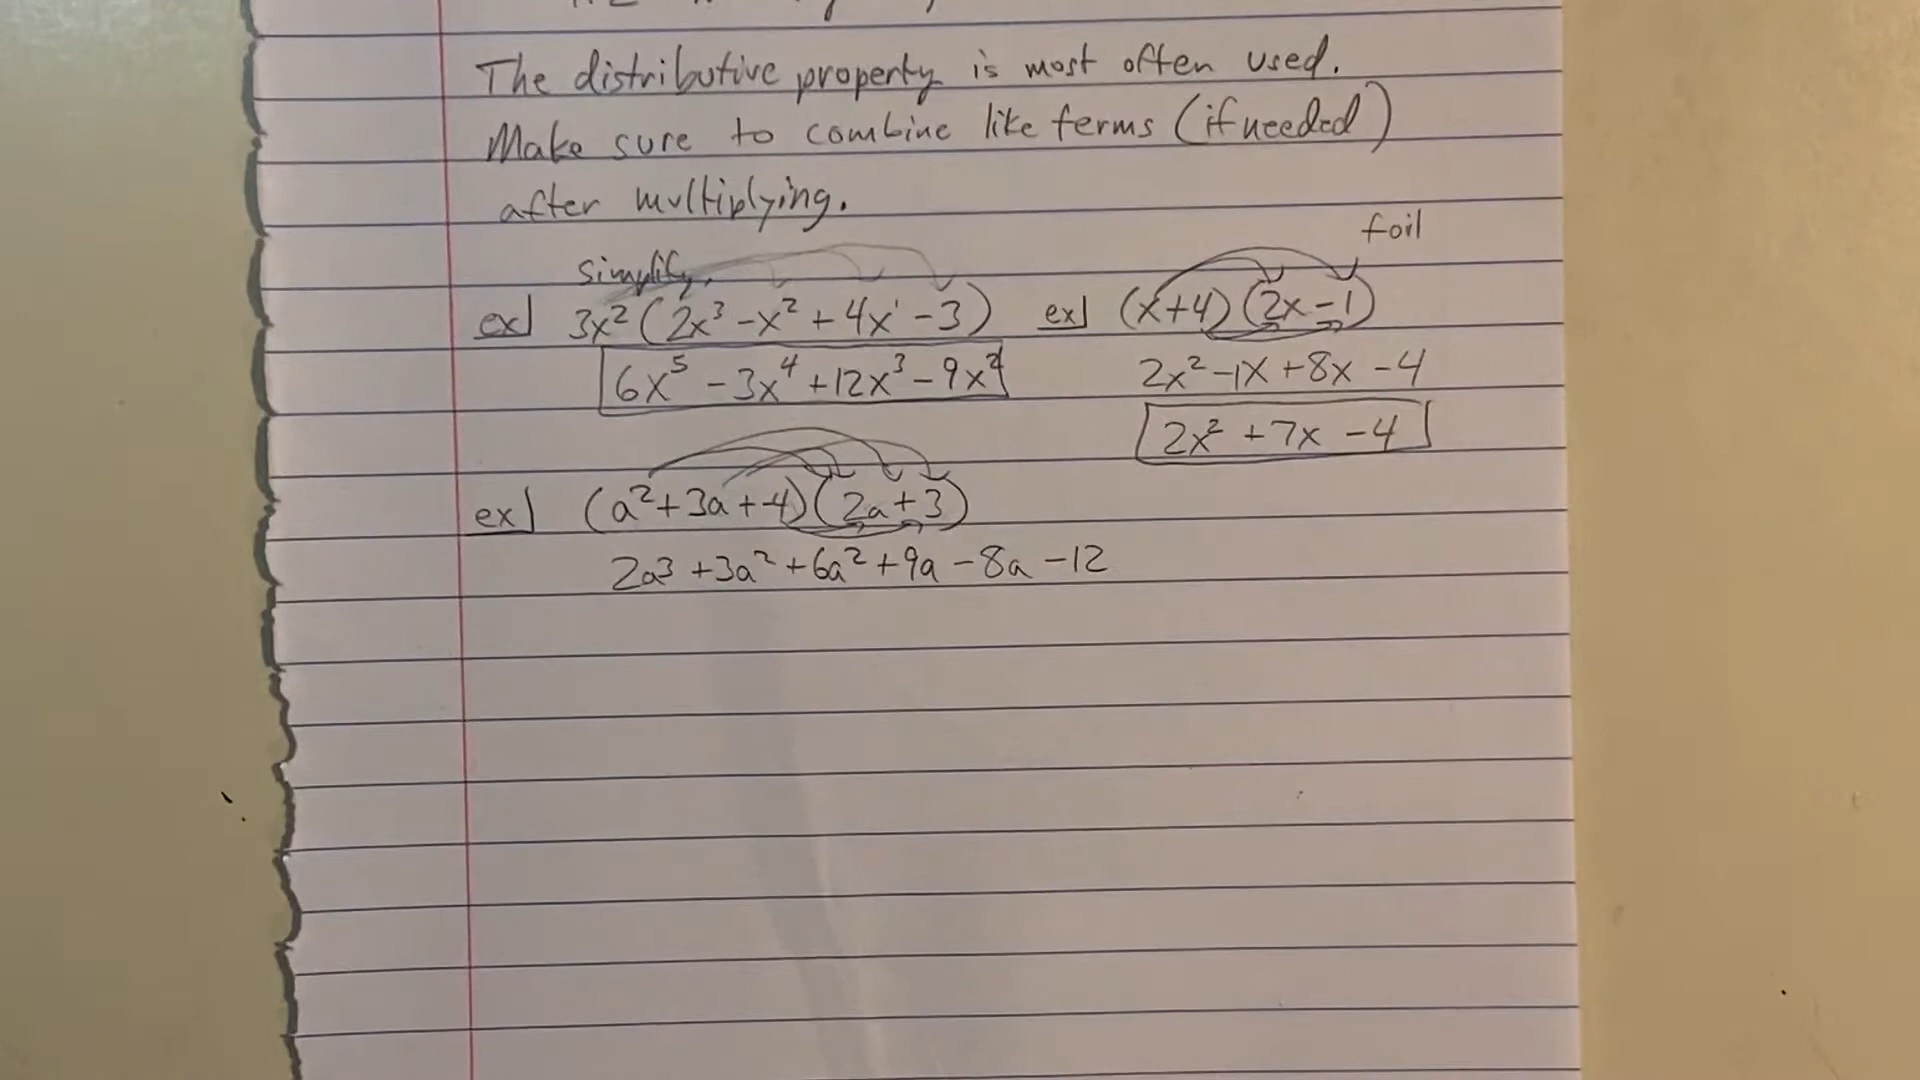 The distributive property is most often used.
Make sure to combine like terms (if needed)
after multiplying.
foil
simplify.
ex] 3x² (2x³ - x² + 4x¹ - 3) ex] (x+4)(2x-1)
6x⁵ - 3x⁴ + 12x³ - 9x² 2x² - 1x + 8x - 4
2x² + 7x - 4
ex] (a² + 3a + -4)(2a + 3)
2a³ + 3a² + 6a² + 9a - 8a - 12